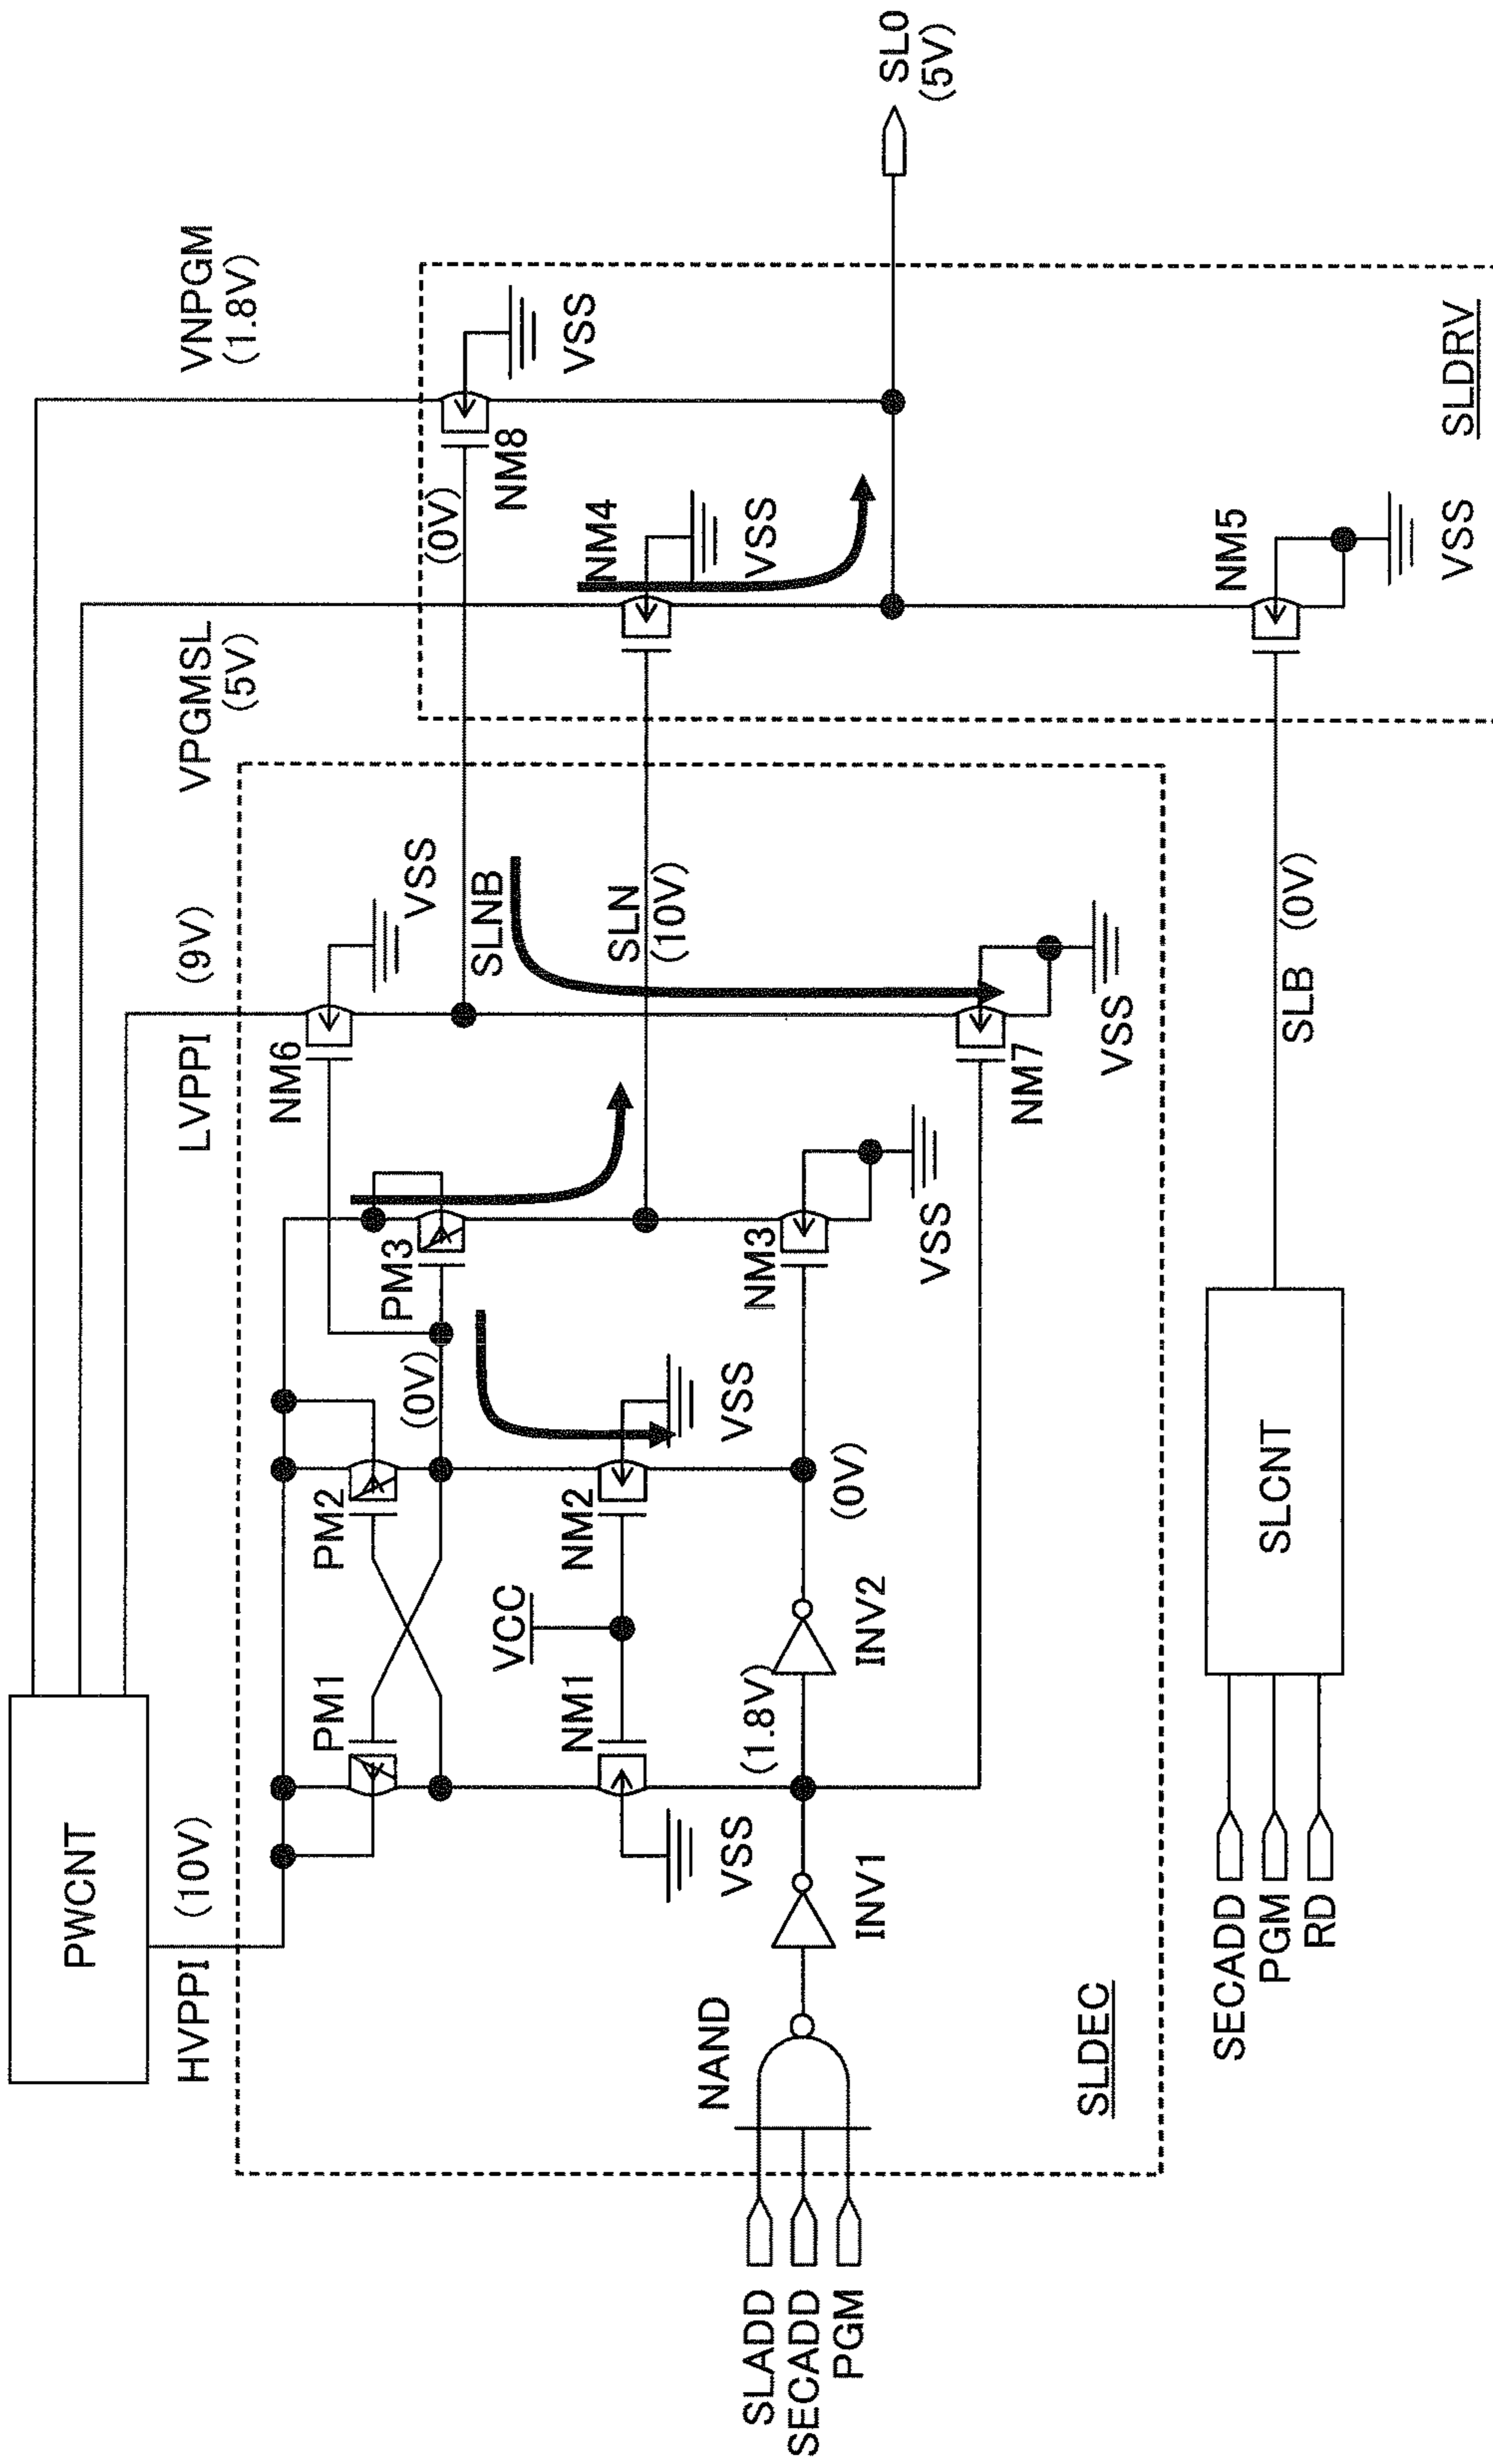 PWCNT
HVPPI (10V)
LVPPI (9V)
VPGMSL
(5V)
VNPGM
(1.8V)
PM1
PM2
(0V)
PM3
NM6
VSS
SLNB
(0V)
NM8
VSS
VCC
NM1
VSS
NM2
VSS
SLN
(10V)
NM4
VSS
SL0
(5V)
SLADD
SECADD
PGM
NAND
INV1
(1.8V)
INV2
(0V)
NM3
VSS
NM7
VSS
SLDEC
SECADD
PGM
RD
SLCNT
SLB (0V)
NM5
VSS
SLDRV